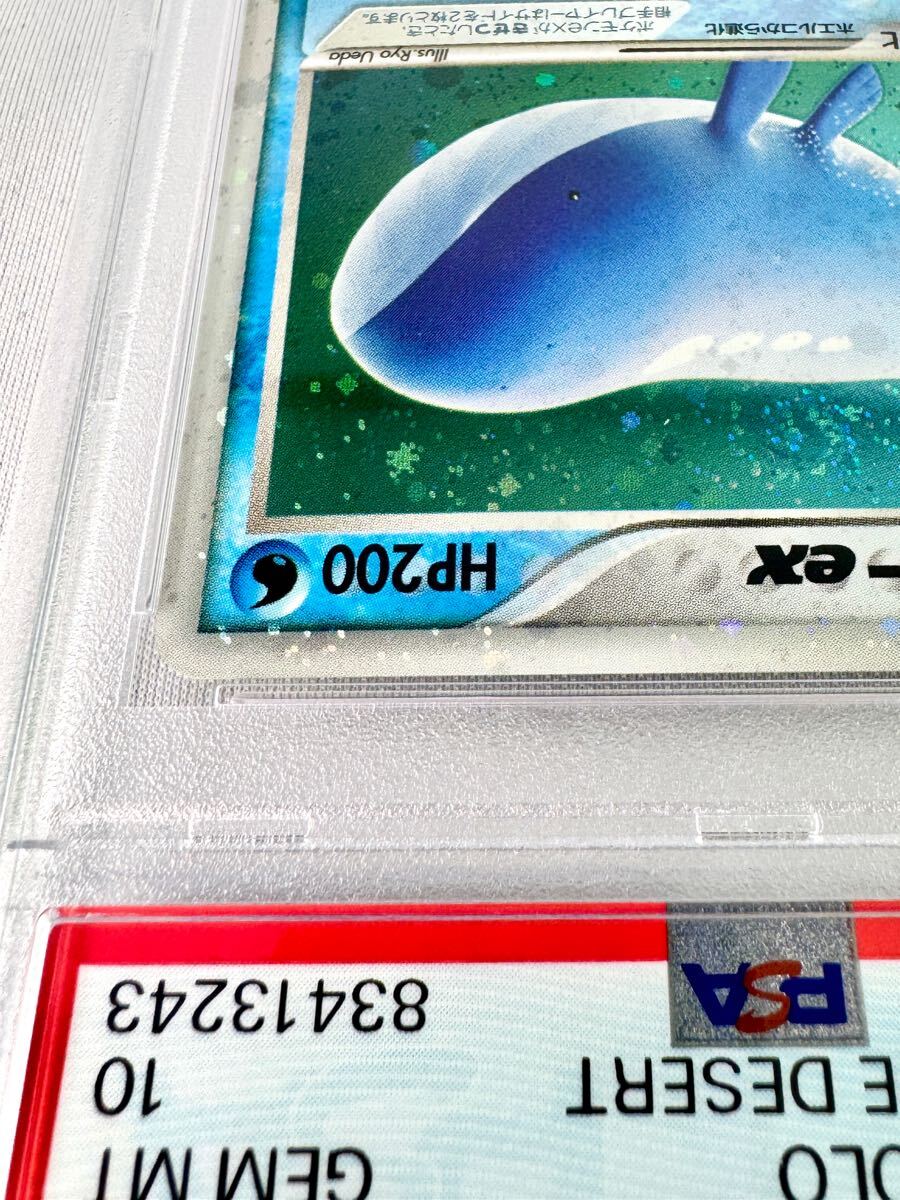 OLO GEM MT
E DESERT 10
PSA 83413243
ー ex HP200
Illus. Ryo Ueda
ホエルコから進化
ポケモンexがきぜつしたとき、
相手プレイヤーはサイドを2枚とります。